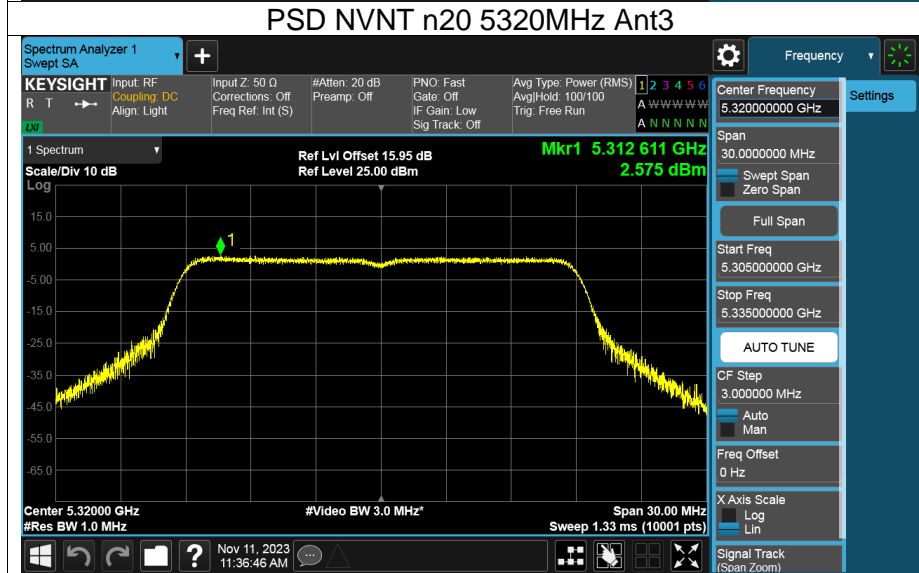 PSD NVNT n20 5320MHz Ant3
Spectrum Analyzer 1
Swept SA
+
Frequency
KEYSIGHT
R T
LXI
Input: RF
Coupling: DC
Align: Light
Input Z: 50 Ω
Corrections: Off
Freq Ref: Int (S)
#Atten: 20 dB
Preamp: Off
PNO: Fast
Gate: Off
IF Gain: Low
Sig Track: Off
Avg Type: Power (RMS)
Avg|Hold: 100/100
Trig: Free Run
1 2 3 4 5 6
A W W W W W
A N N N N N
1 Spectrum
Scale/Div 10 dB
Ref Lvl Offset 15.95 dB
Ref Level 25.00 dBm
Mkr1 5.312 611 GHz
2.575 dBm
Log
15.0
5.00
-5.00
-15.0
-25.0
-35.0
-45.0
-55.0
-65.0
1
Center 5.32000 GHz
#Res BW 1.0 MHz
#Video BW 3.0 MHz*
Span 30.00 MHz
Sweep 1.33 ms (10001 pts)
Center Frequency
5.320000000 GHz
Settings
Span
30.0000000 MHz
Swept Span
Zero Span
Full Span
Start Freq
5.305000000 GHz
Stop Freq
5.335000000 GHz
AUTO TUNE
CF Step
3.000000 MHz
Auto
Man
Freq Offset
0 Hz
X Axis Scale
Log
Lin
Signal Track
(Span Zoom)
?
Nov 11, 2023
11:36:46 AM